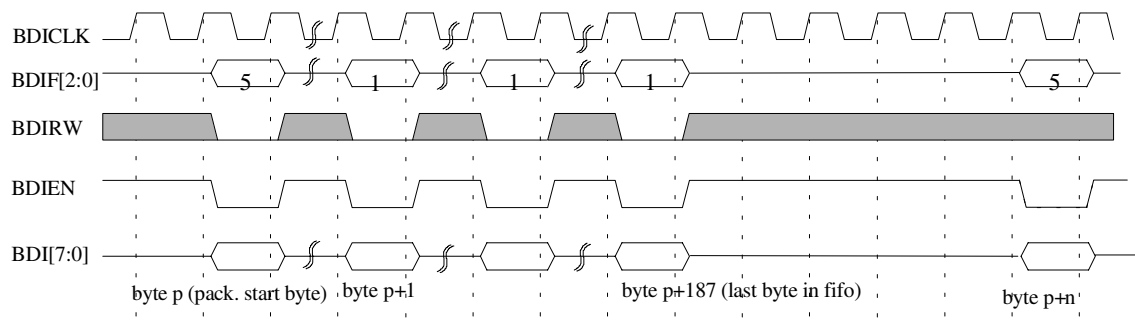 BDICLK
BDIF[2:0] 5 1 1 1 5
BDIRW
BDIEN
BDI[7:0]
byte p (pack. start byte) byte p+1 byte p+187 (last byte in fifo) byte p+n